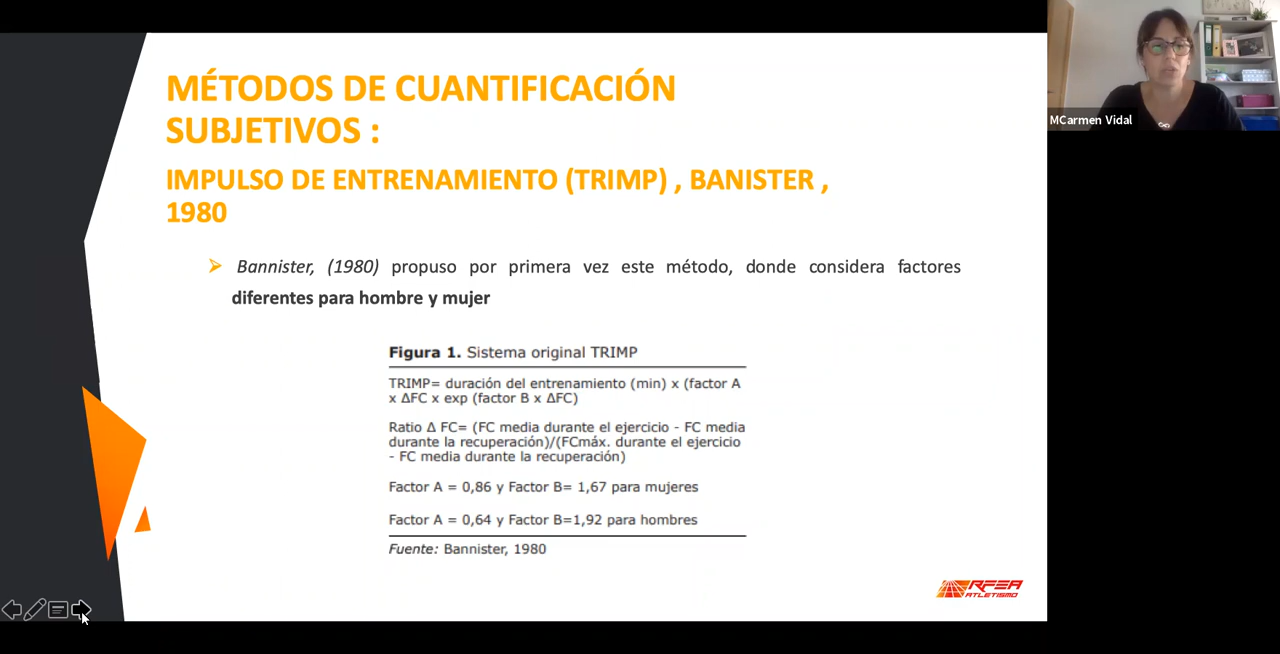 MÉTODOS DE CUANTIFICACIÓN
SUBJETIVOS :
IMPULSO DE ENTRENAMIENTO (TRIMP) , BANISTER ,
1980
Bannister, (1980) propuso por primera vez este método, donde considera factores
diferentes para hombre y mujer
Figura 1. Sistema original TRIMP
TRIMP= duración del entrenamiento (min) x (factor A
x ΔFC x exp (factor B x ΔFC)
Ratio Δ FC= (FC media durante el ejercicio - FC media
durante la recuperación)/(FCmáx. durante el ejercicio
- FC media durante la recuperación)
Factor A = 0,86 y Factor B= 1,67 para mujeres
Factor A = 0,64 y Factor B=1,92 para hombres
Fuente: Bannister, 1980
RFEA
ATLETISMO
MCarmen Vidal